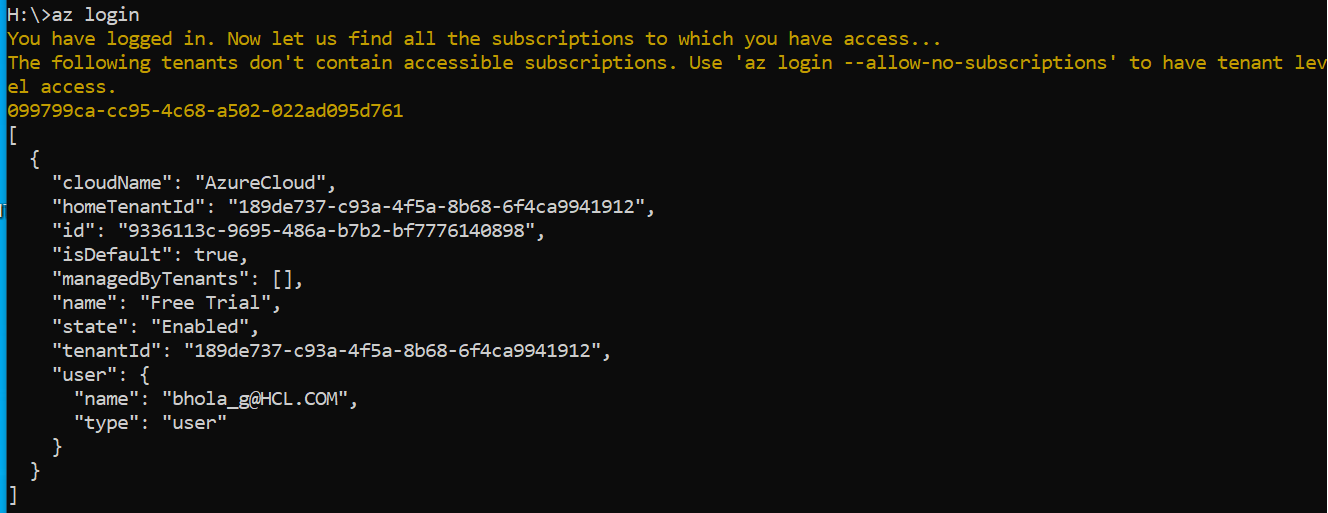 H:\>az login
You have logged in. Now let us find all the subscriptions to which you have access...
The following tenants don't contain accessible subscriptions. Use 'az login --allow-no-subscriptions' to have tenant lev
el access.
099799ca-cc95-4c68-a502-022ad095d761
[
  {
    "cloudName": "AzureCloud",
    "homeTenantId": "189de737-c93a-4f5a-8b68-6f4ca9941912",
    "id": "9336113c-9695-486a-b7b2-bf7776140898",
    "isDefault": true,
    "managedByTenants": [],
    "name": "Free Trial",
    "state": "Enabled",
    "tenantId": "189de737-c93a-4f5a-8b68-6f4ca9941912",
    "user": {
      "name": "bhola_g@HCL.COM",
      "type": "user"
    }
  }
]